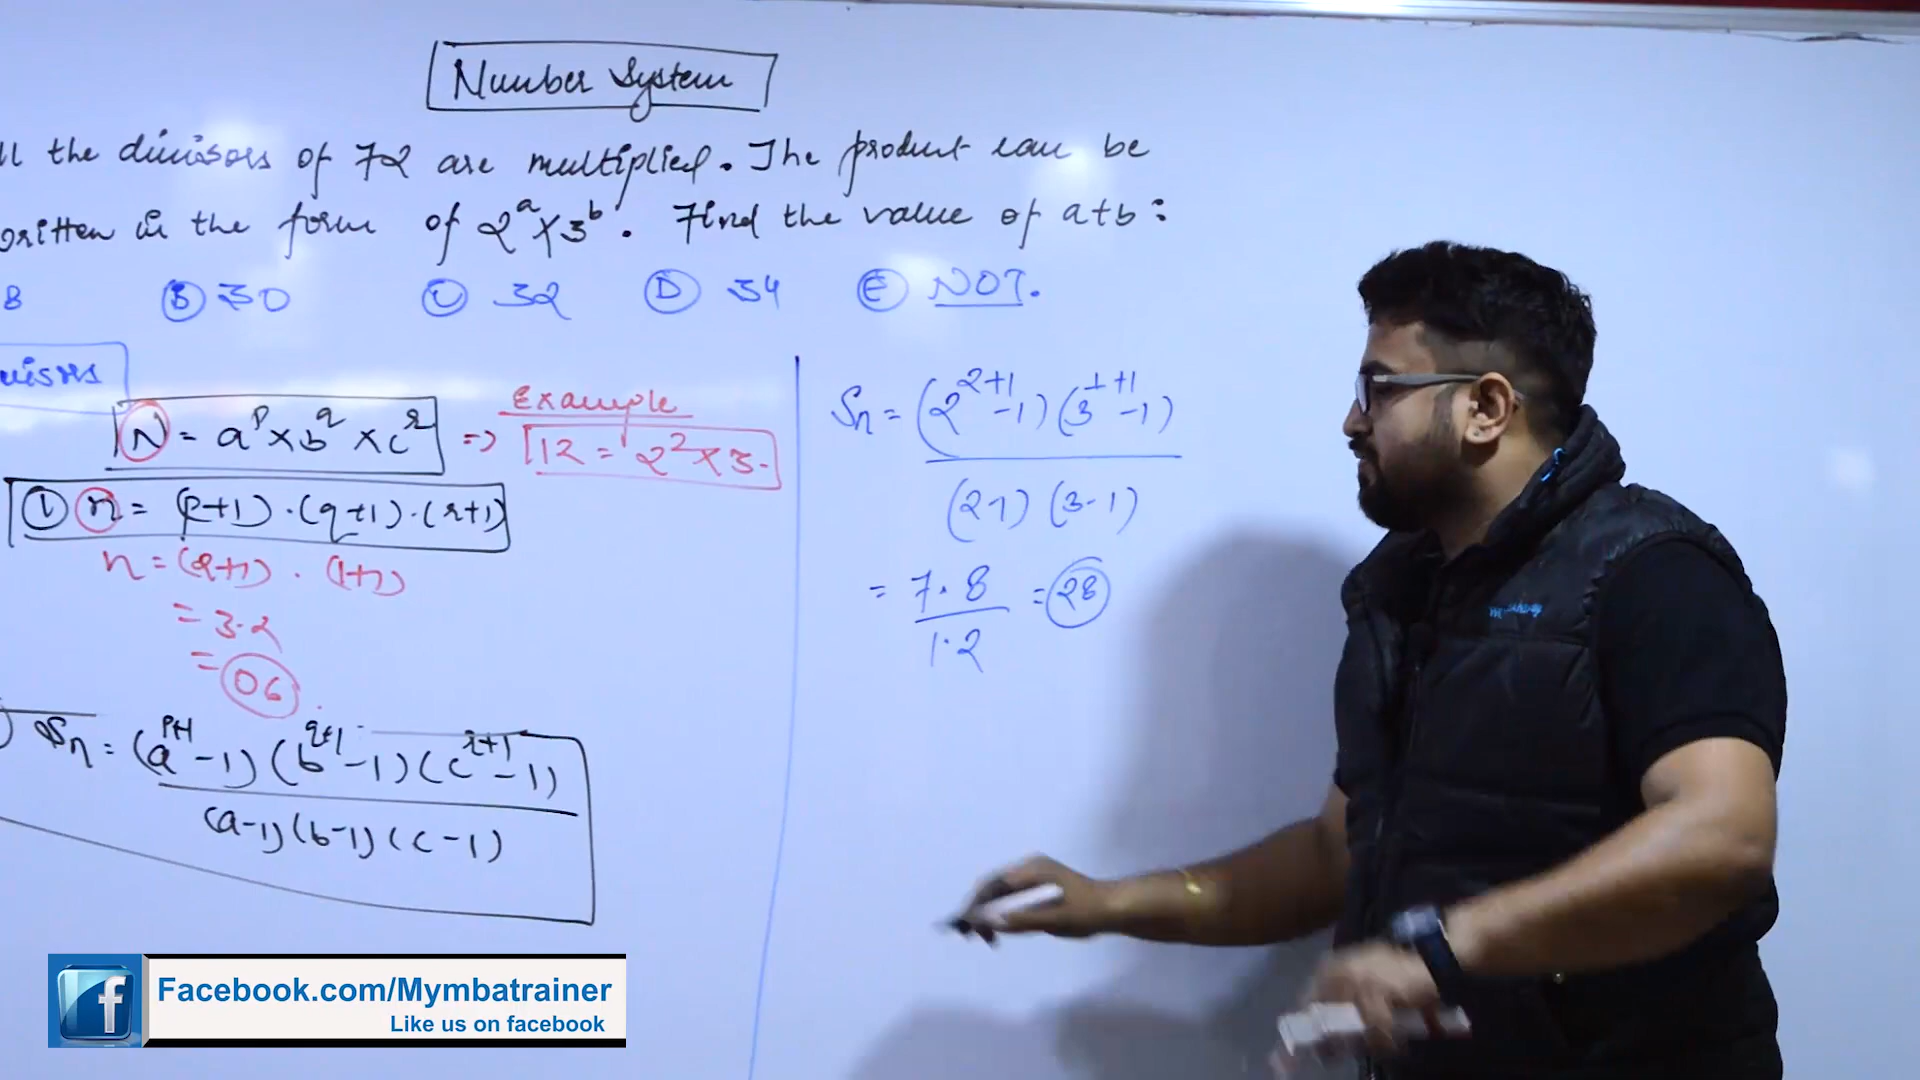 Number System
ll the divisors of 72 are multiplied. The product can be
written in the form of 2^a × 3^b. Find the value of a+b:
8 Ⓑ 30 Ⓒ 32 Ⓓ 34 Ⓔ NOT.
N = a^p × b^q × c^r => Example
12 = 2^2 × 3.
① n = (p+1) · (q+1) · (r+1)
n = (2+1) · (1+1)
= 3·2
= 06
Sn = (a^{p+1} - 1) (b^{q+1} - 1) (c^{r+1} - 1)
(a-1) (b-1) (c-1)
Sn = (2^{2+1} - 1) (3^{1+1} - 1)
(2-1) (3-1)
= 7·8 = 28
1·2
Facebook.com/Mymbatrainer
Like us on facebook